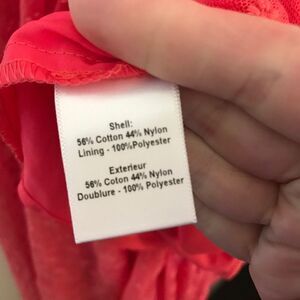 Shell:
56% Cotton 44% Nylon
Lining - 100%Polyester
Exterieur
56% Coton 44% Nylon
Doublure - 100% Polyester